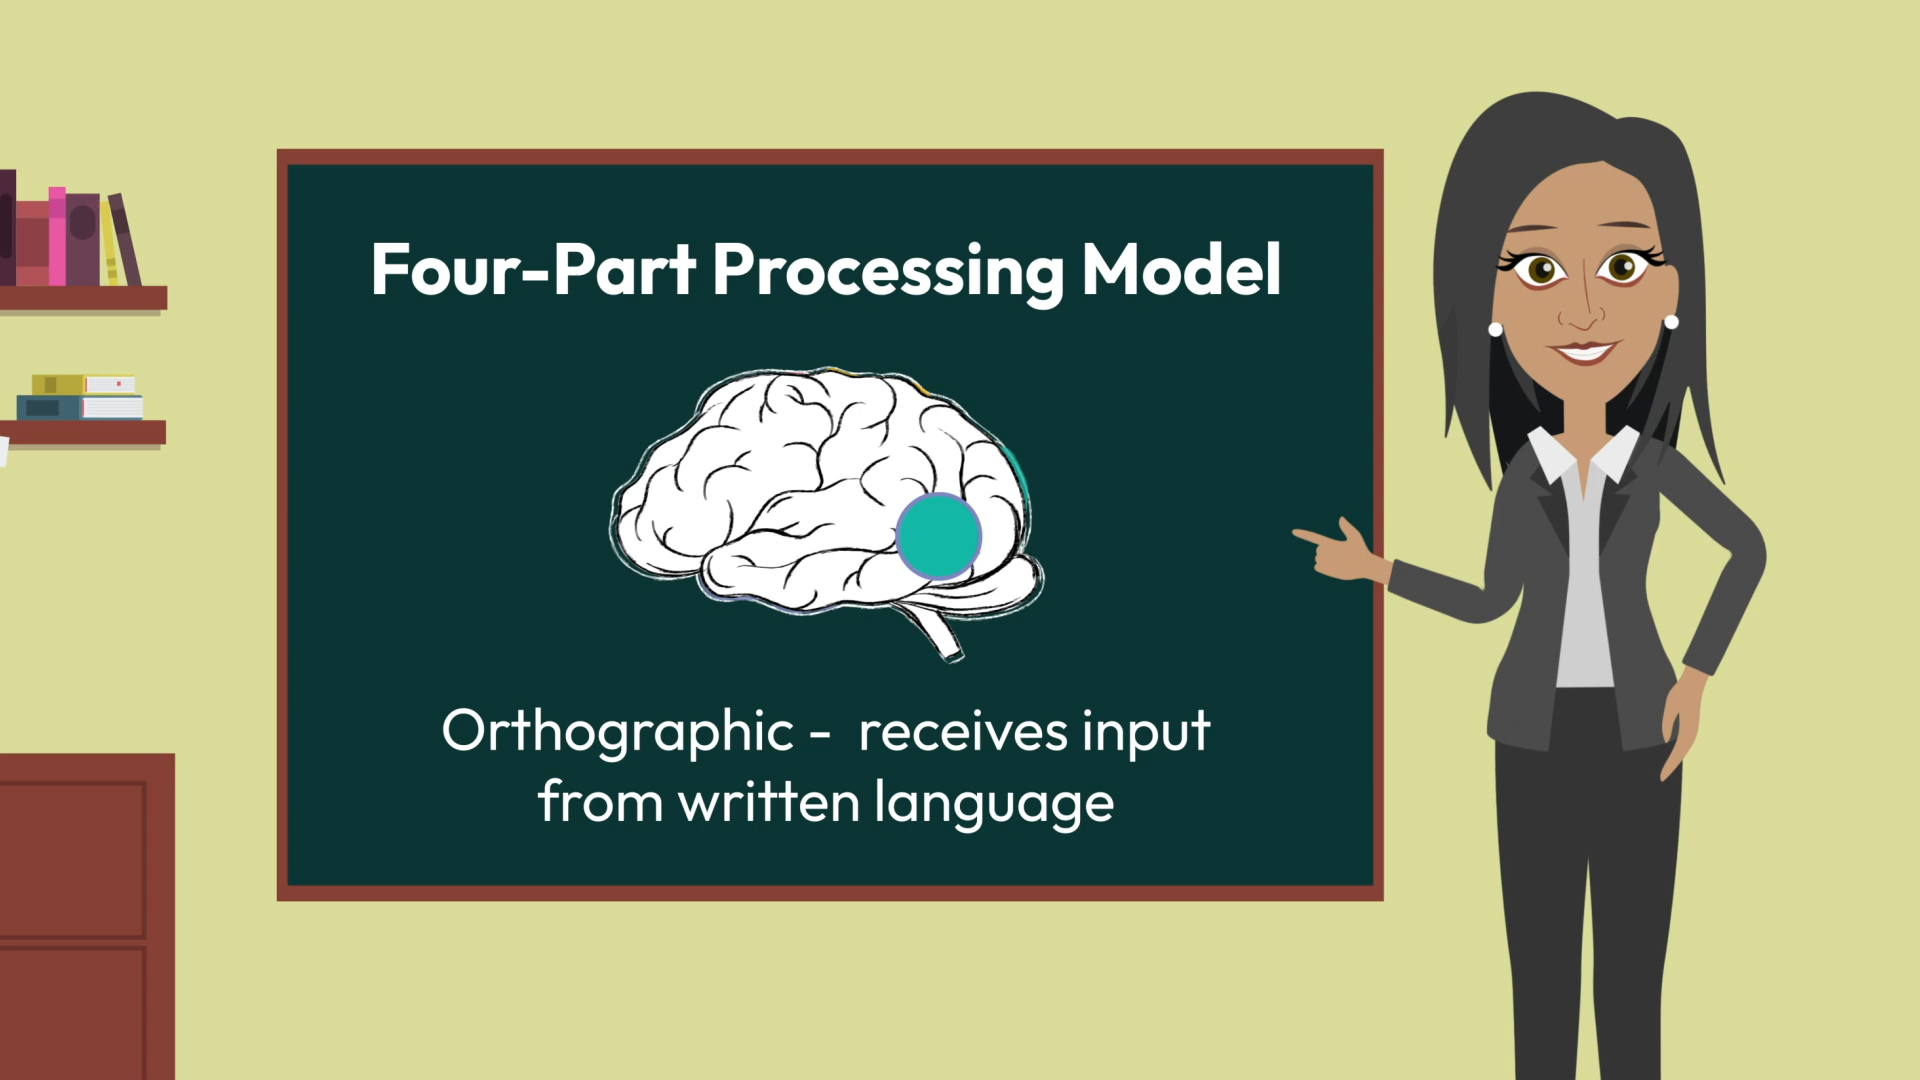 Four-Part Processing Model
Orthographic - receives input
from written language